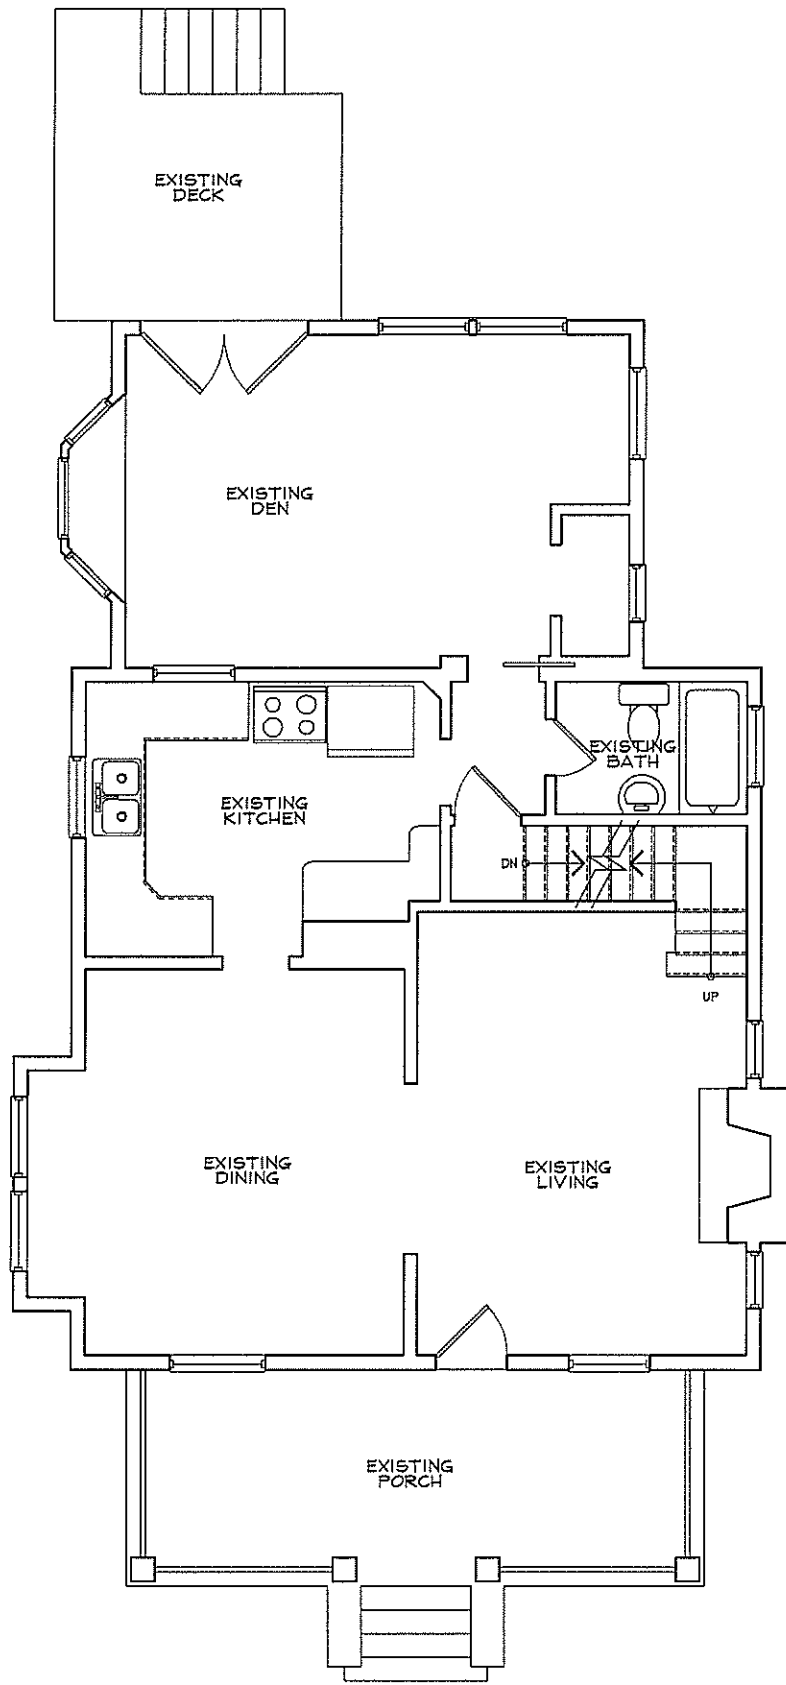 EXISTING
DECK
EXISTING
DEN
EXISTING
BATH
EXISTING
KITCHEN
DN
UP
EXISTING
DINING
EXISTING
LIVING
EXISTING
PORCH